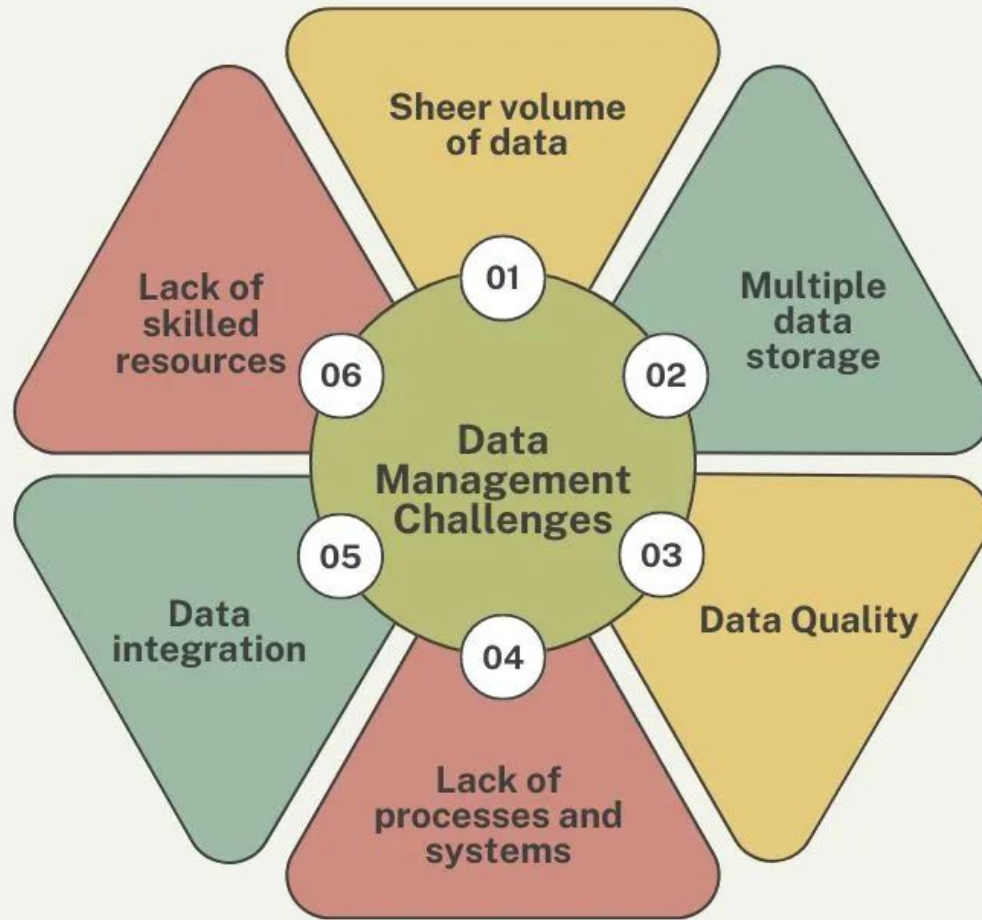 Data
Management
Challenges
01
Sheer volume
of data
02
Multiple
data
storage
03
Data Quality
04
Lack of
processes and
systems
05
Data
integration
06
Lack of
skilled
resources